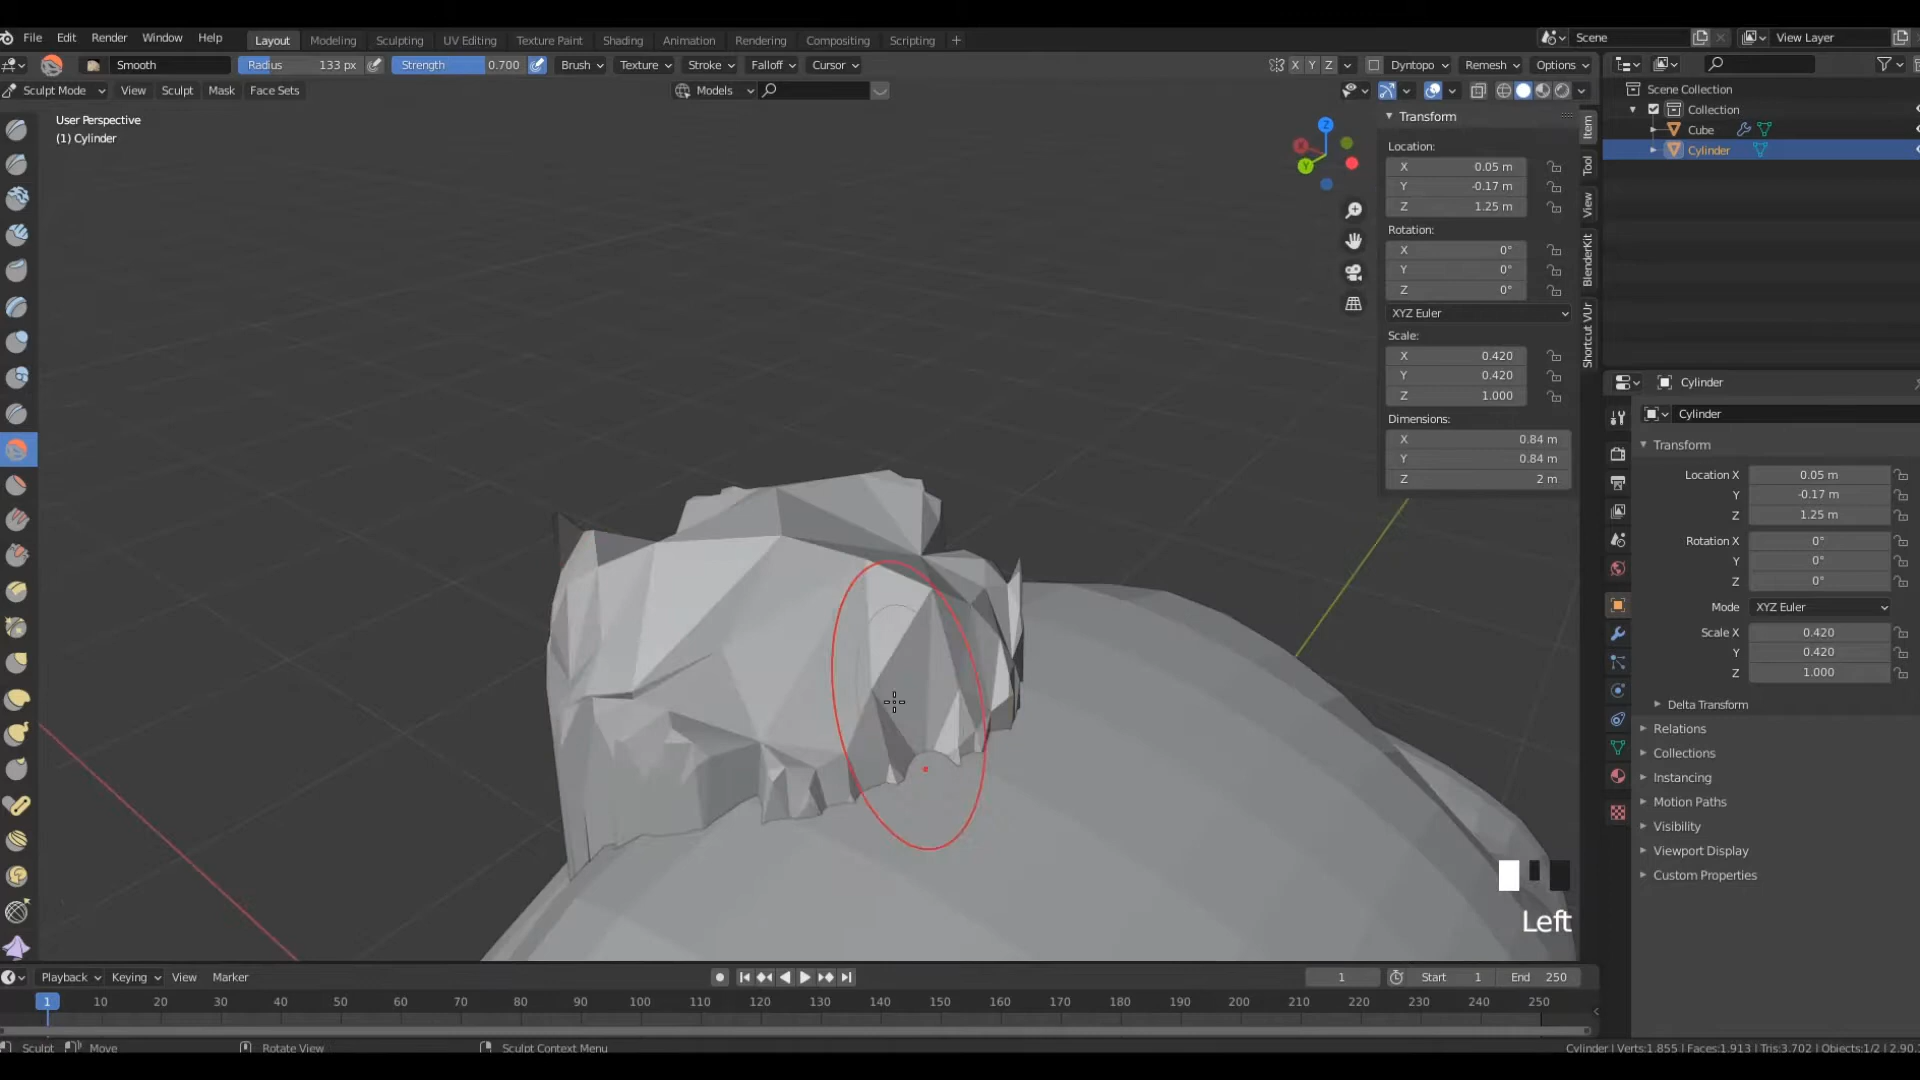 File Edit Render Window Help Layout Modeling Sculpting UV Editing Texture Paint Shading Animation Rendering Compositing Scripting + Scene View Layer
Smooth Radius 133 px Strength 0.700 Brush Texture Stroke Falloff Cursor X Y Z Dyntopo Remesh Options
Sculpt Mode View Sculpt Mask Face Sets Models
User Perspective
(1) Cylinder
Z
X
Y
Transform
Location:
X 0.05 m
Y -0.17 m
Z 1.25 m
Rotation:
X 0°
Y 0°
Z 0°
XYZ Euler
Scale:
X 0.420
Y 0.420
Z 1.000
Dimensions:
X 0.84 m
Y 0.84 m
Z 2 m
Item
Tool
View
BlenderKit
Shortcut VUr
Scene Collection
Collection
Cube
Cylinder
Cylinder
Cylinder
Transform
Location X 0.05 m
Y -0.17 m
Z 1.25 m
Rotation X 0°
Y 0°
Z 0°
Mode XYZ Euler
Scale X 0.420
Y 0.420
Z 1.000
Delta Transform
Relations
Collections
Instancing
Motion Paths
Visibility
Viewport Display
Custom Properties
Left
Playback Keying View Marker 1 Start 1 End 250
1 10 20 30 40 50 60 70 80 90 100 110 120 130 140 150 160 170 180 190 200 210 220 230 240 250
Sculpt Move Rotate View Sculpt Context Menu Cylinder | Verts:1.855 | Faces:1.913 | Tris:3.702 | Objects:1/2 | 2.90.